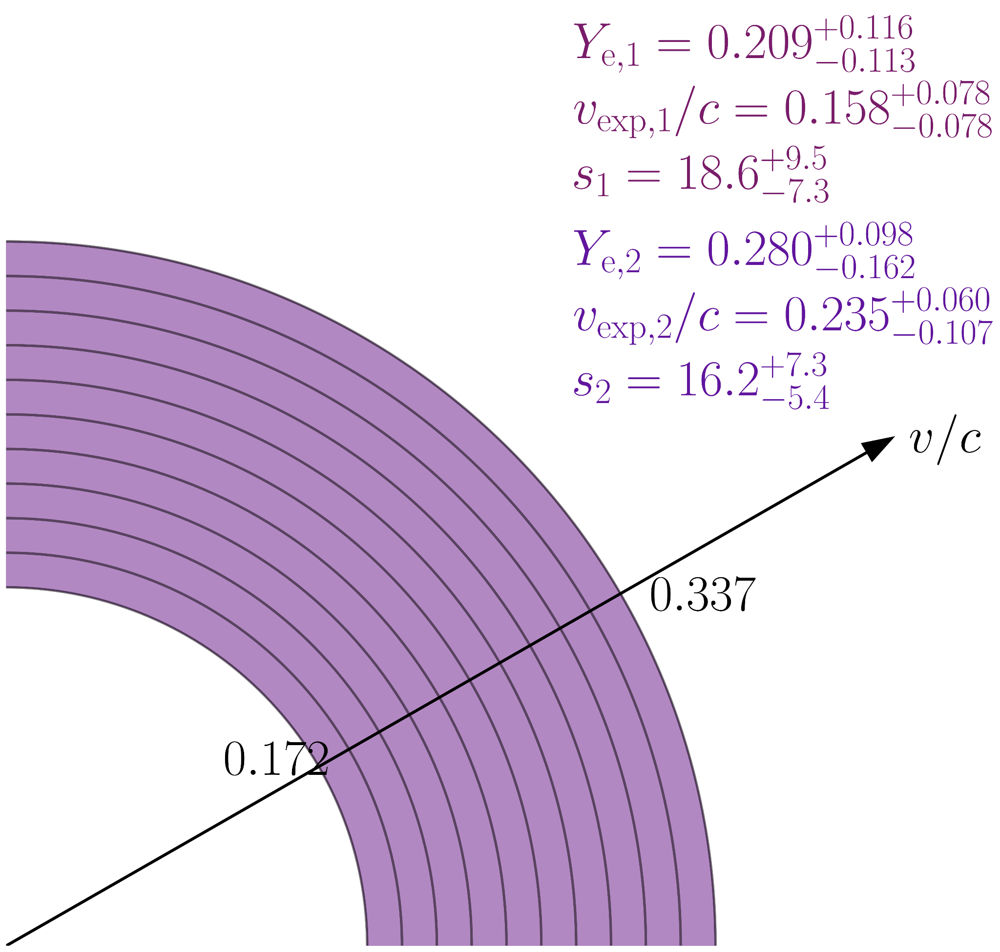 Y_{e,1} = 0.209^{+0.116}_{-0.113}
v_{exp,1}/c = 0.158^{+0.078}_{-0.078}
s_1 = 18.6^{+9.5}_{-7.3}
Y_{e,2} = 0.280^{+0.098}_{-0.162}
v_{exp,2}/c = 0.235^{+0.060}_{-0.107}
s_2 = 16.2^{+7.3}_{-5.4}
v/c
0.337
0.172